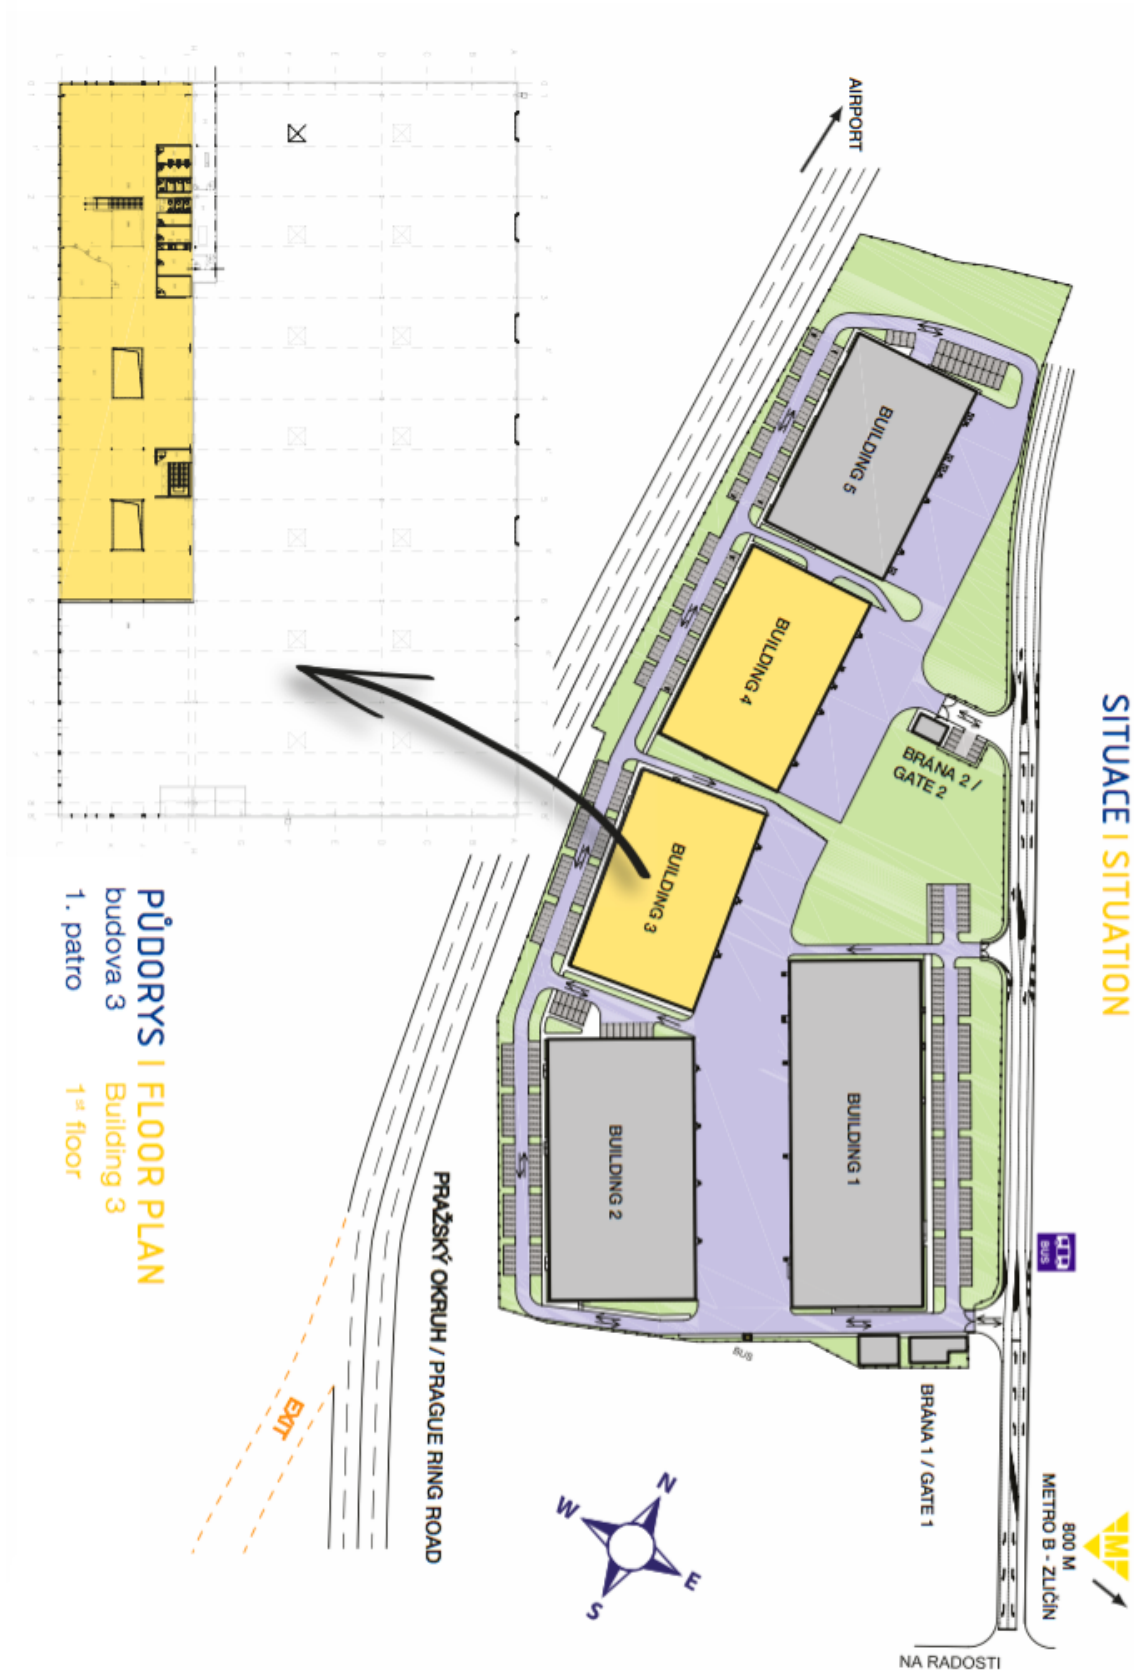 SITUACE I SITUATION
AIRPORT
BUILDING 5
BUILDING 4
BRÁNA 2 /
GATE 2
BUILDING 3
BUILDING 1
BUILDING 2
BUS
BUS
BRÁNA 1 / GATE 1
800 M
METRO B - ZLIČÍN
M
NA RADOSTI
PRAŽSKÝ OKRUH / PRAGUE RING ROAD
EXIT
N
E
S
W
PŮDORYS I FLOOR PLAN
budova 3 Building 3
1. patro 1st floor